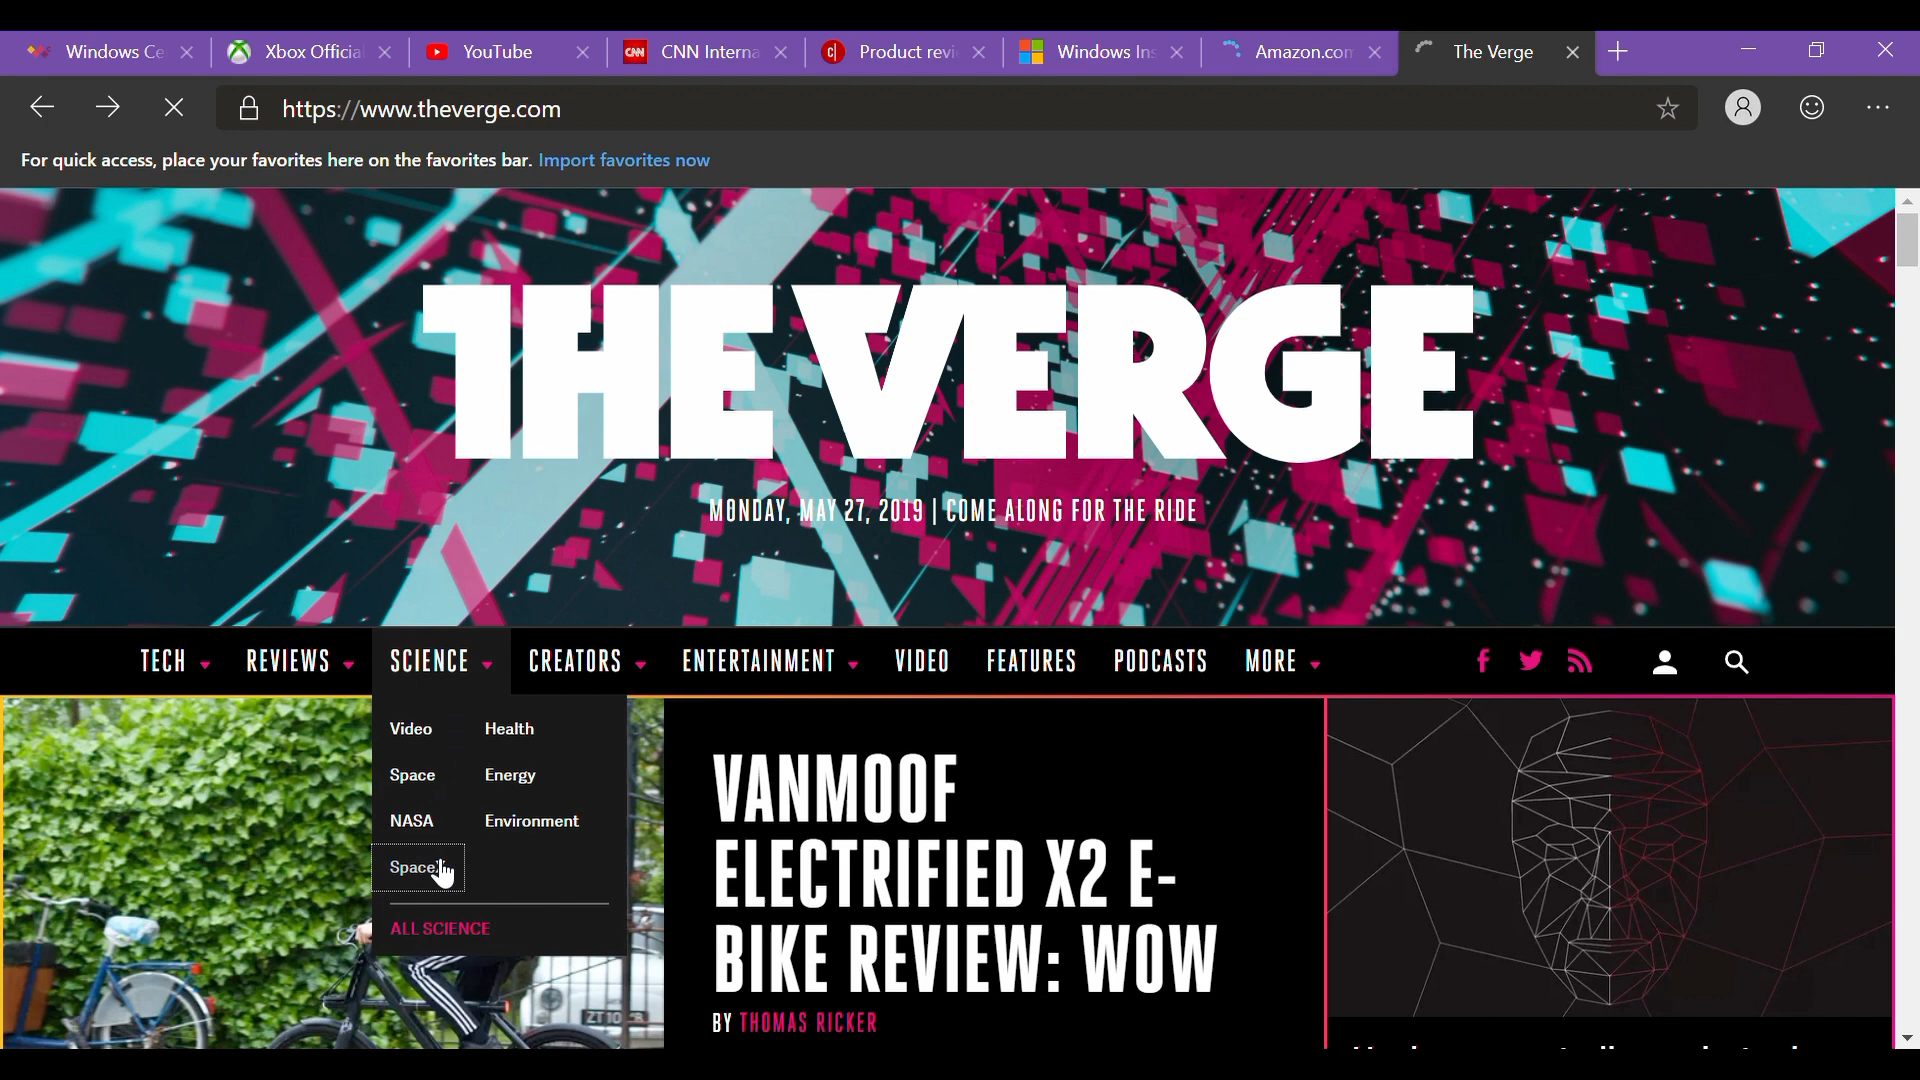 Windows Ce
Xbox Officia
YouTube
CNN Interna
Product revi
Windows Ins
Amazon.com
The Verge
https://www.theverge.com
For quick access, place your favorites here on the favorites bar. Import favorites now
THE VERGE
MONDAY, MAY 27, 2019 | COME ALONG FOR THE RIDE
TECH
REVIEWS
SCIENCE
CREATORS
ENTERTAINMENT
VIDEO
FEATURES
PODCASTS
MORE
Video
Health
Space
Energy
NASA
Environment
ALL SCIENCE
VANMOOF
ELECTRIFIED X2 E-
BIKE REVIEW: WOW
BY THOMAS RICKER